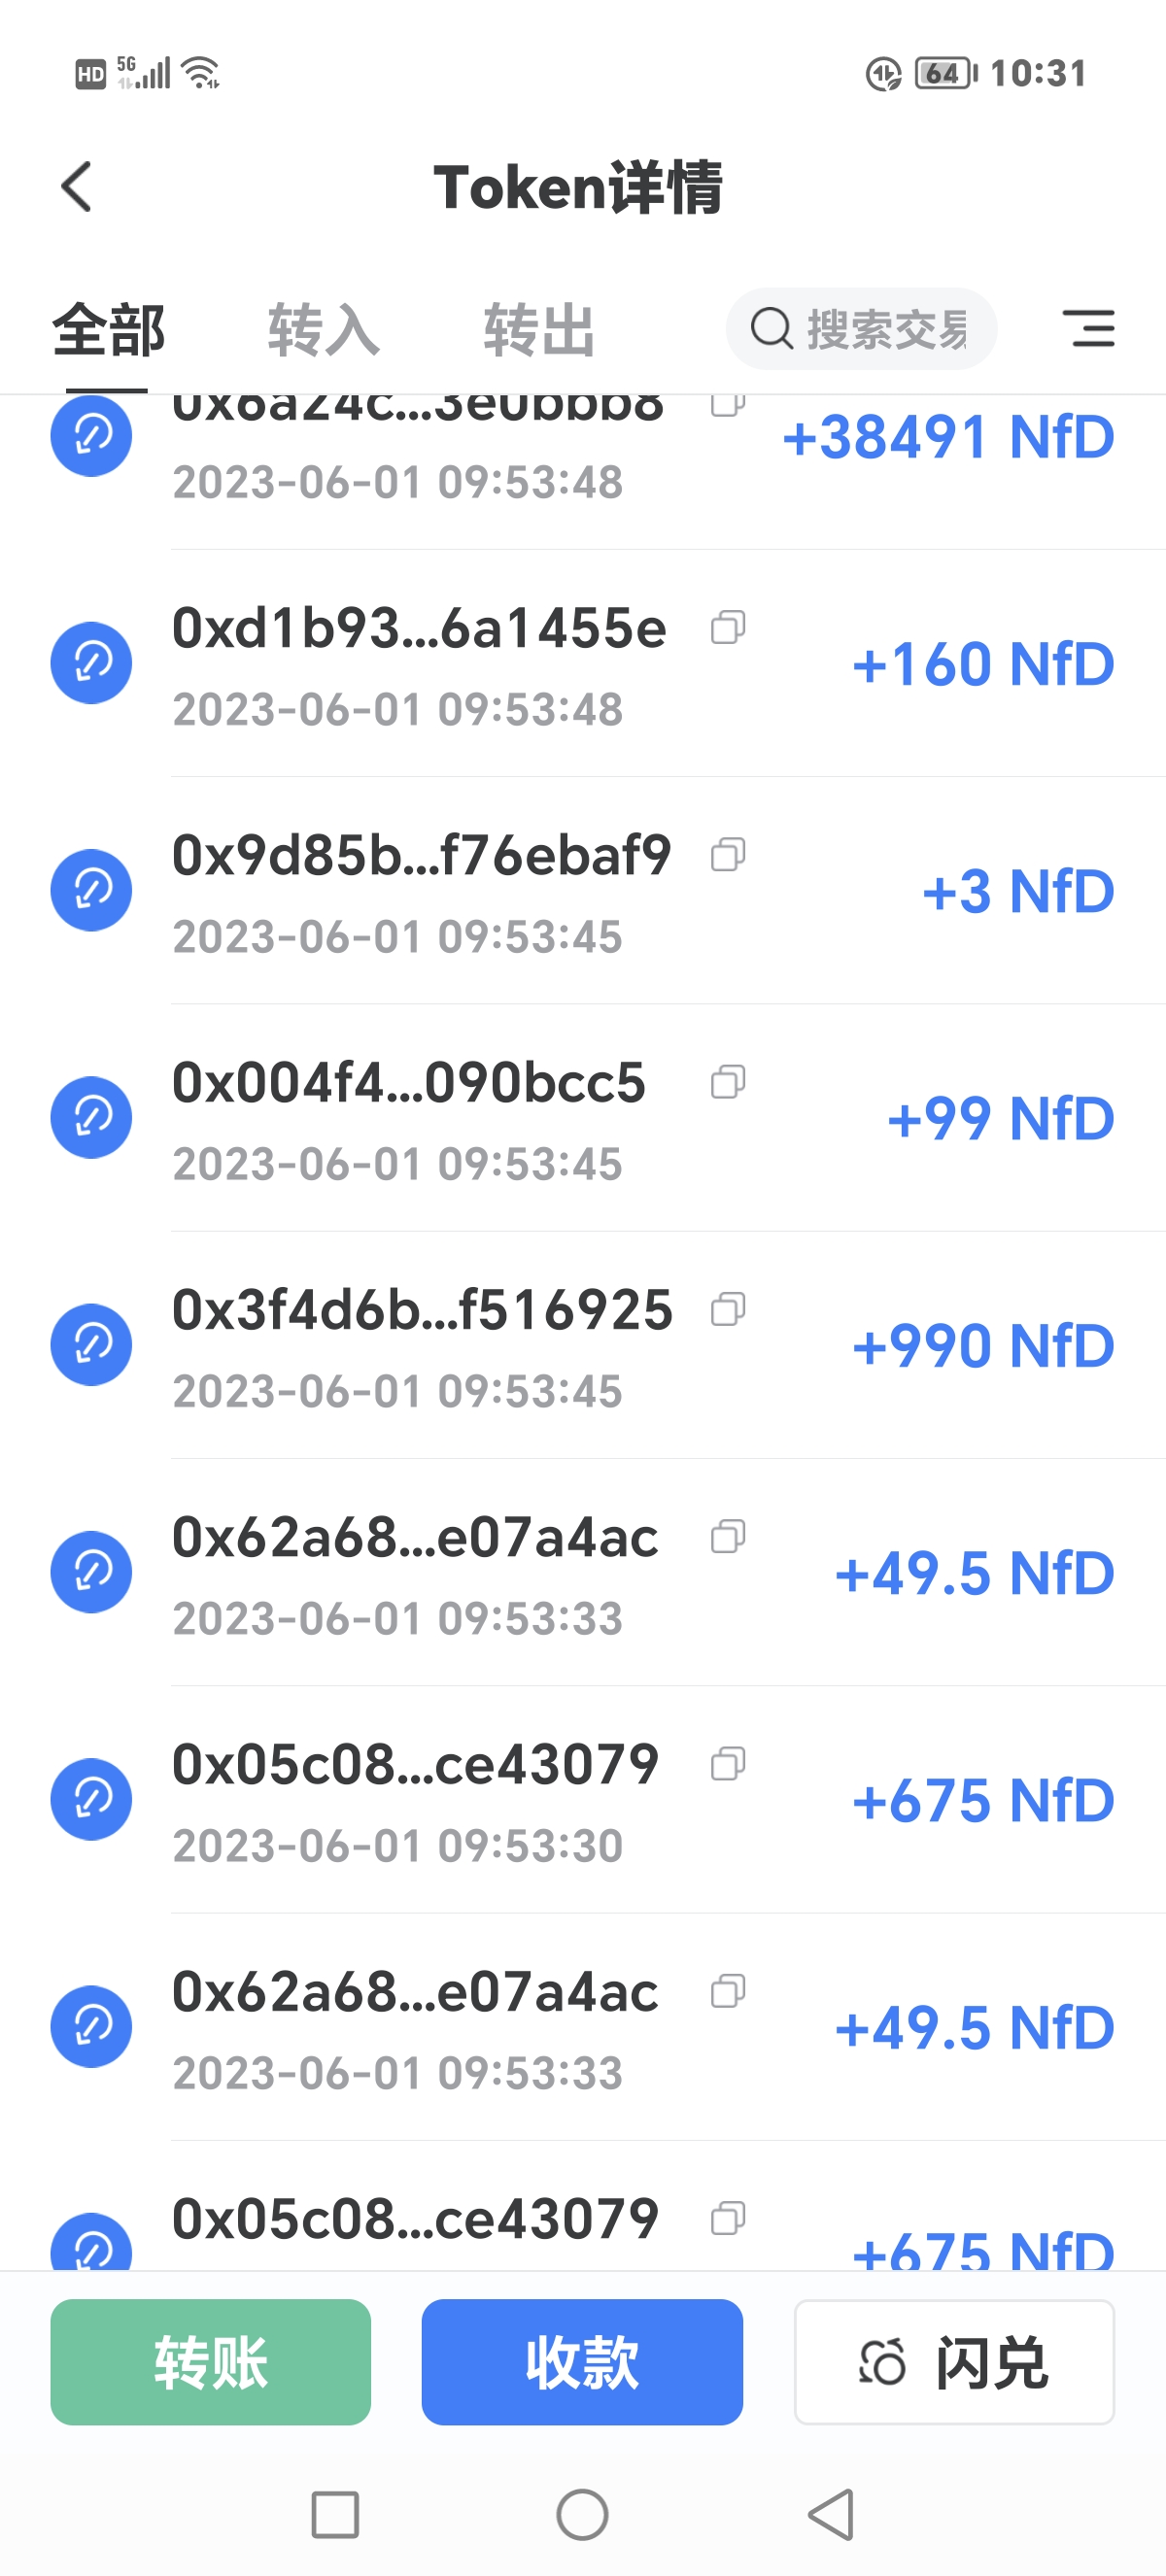 HD 5G 64 10:31
Token详情
全部 转入 转出 搜索交易
0x6a24c...3e0bbb8
+38491 NfD
2023-06-01 09:53:48
0xd1b93...6a1455e
+160 NfD
2023-06-01 09:53:48
0x9d85b...f76ebaf9
+3 NfD
2023-06-01 09:53:45
0x004f4...090bcc5
+99 NfD
2023-06-01 09:53:45
0x3f4d6b...f516925
+990 NfD
2023-06-01 09:53:45
0x62a68...e07a4ac
+49.5 NfD
2023-06-01 09:53:33
0x05c08...ce43079
+675 NfD
2023-06-01 09:53:30
0x62a68...e07a4ac
+49.5 NfD
2023-06-01 09:53:33
0x05c08...ce43079
+675 NfD
转账 收款 闪兑